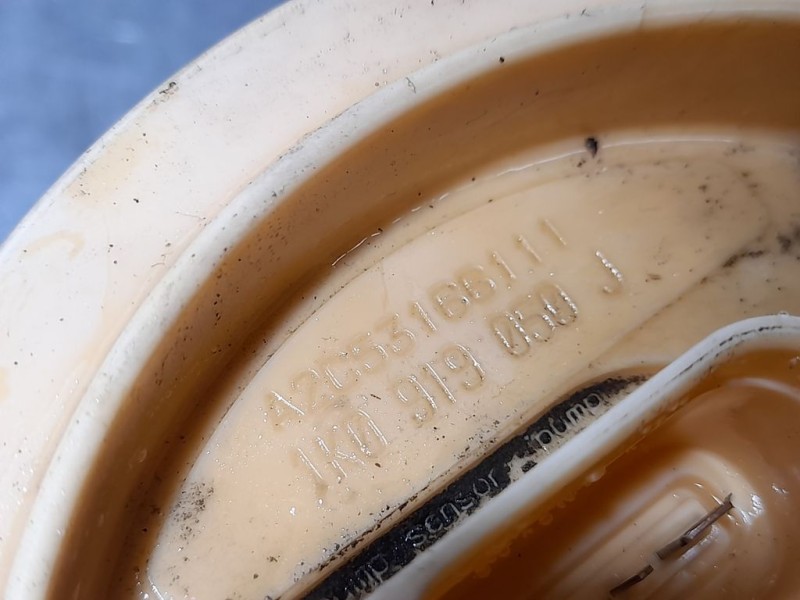 A2C53166111
1K0 919 050 J
sensor pump